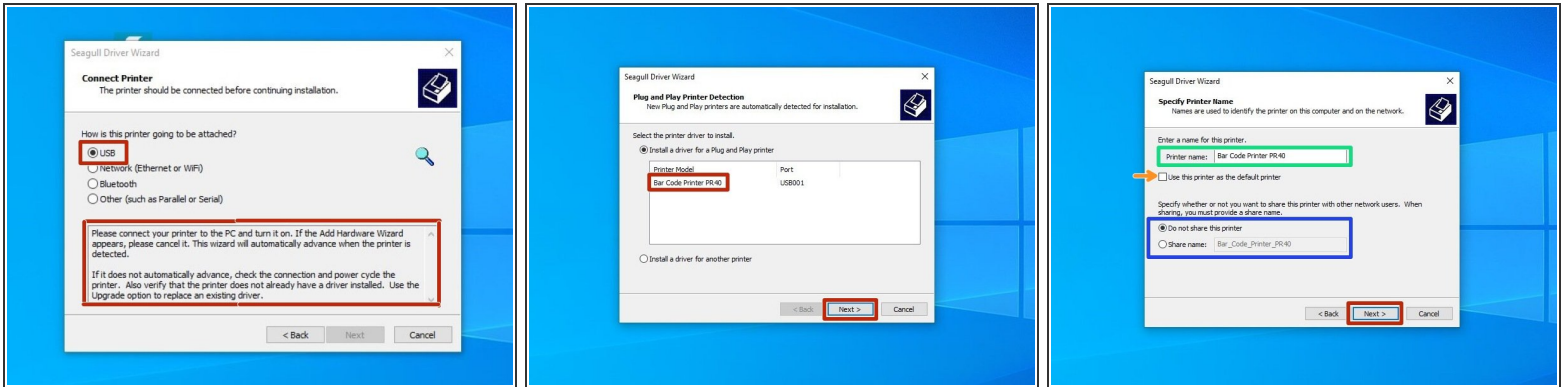 Seagull Driver Wizard
Connect Printer
The printer should be connected before continuing installation.
How is this printer going to be attached?
USB
Network (Ethernet or WiFi)
Bluetooth
Other (such as Parallel or Serial)
Please connect your printer to the PC and turn it on. If the Add Hardware Wizard
appears, please cancel it. This wizard will automatically advance when the printer is
detected.
If it does not automatically advance, check the connection and power cycle the
printer. Also verify that the printer does not already have a driver installed. Use the
Upgrade option to replace an existing driver.
< Back Next Cancel
Seagull Driver Wizard
Plug and Play Printer Detection
New Plug and Play printers are automatically detected for installation.
Select the printer driver to install.
Install a driver for a Plug and Play printer
Printer Model Port
Bar Code Printer PR40 USB001
Install a driver for another printer
< Back Next > Cancel
Seagull Driver Wizard
Specify Printer Name
Names are used to identify the printer on this computer and on the network.
Enter a name for this printer.
Printer name: Bar Code Printer PR40
Use this printer as the default printer
Specify whether or not you want to share this printer with other network users. When
sharing, you must provide a share name.
Do not share this printer
Share name: Bar_Code_Printer_PR40
< Back Next > Cancel